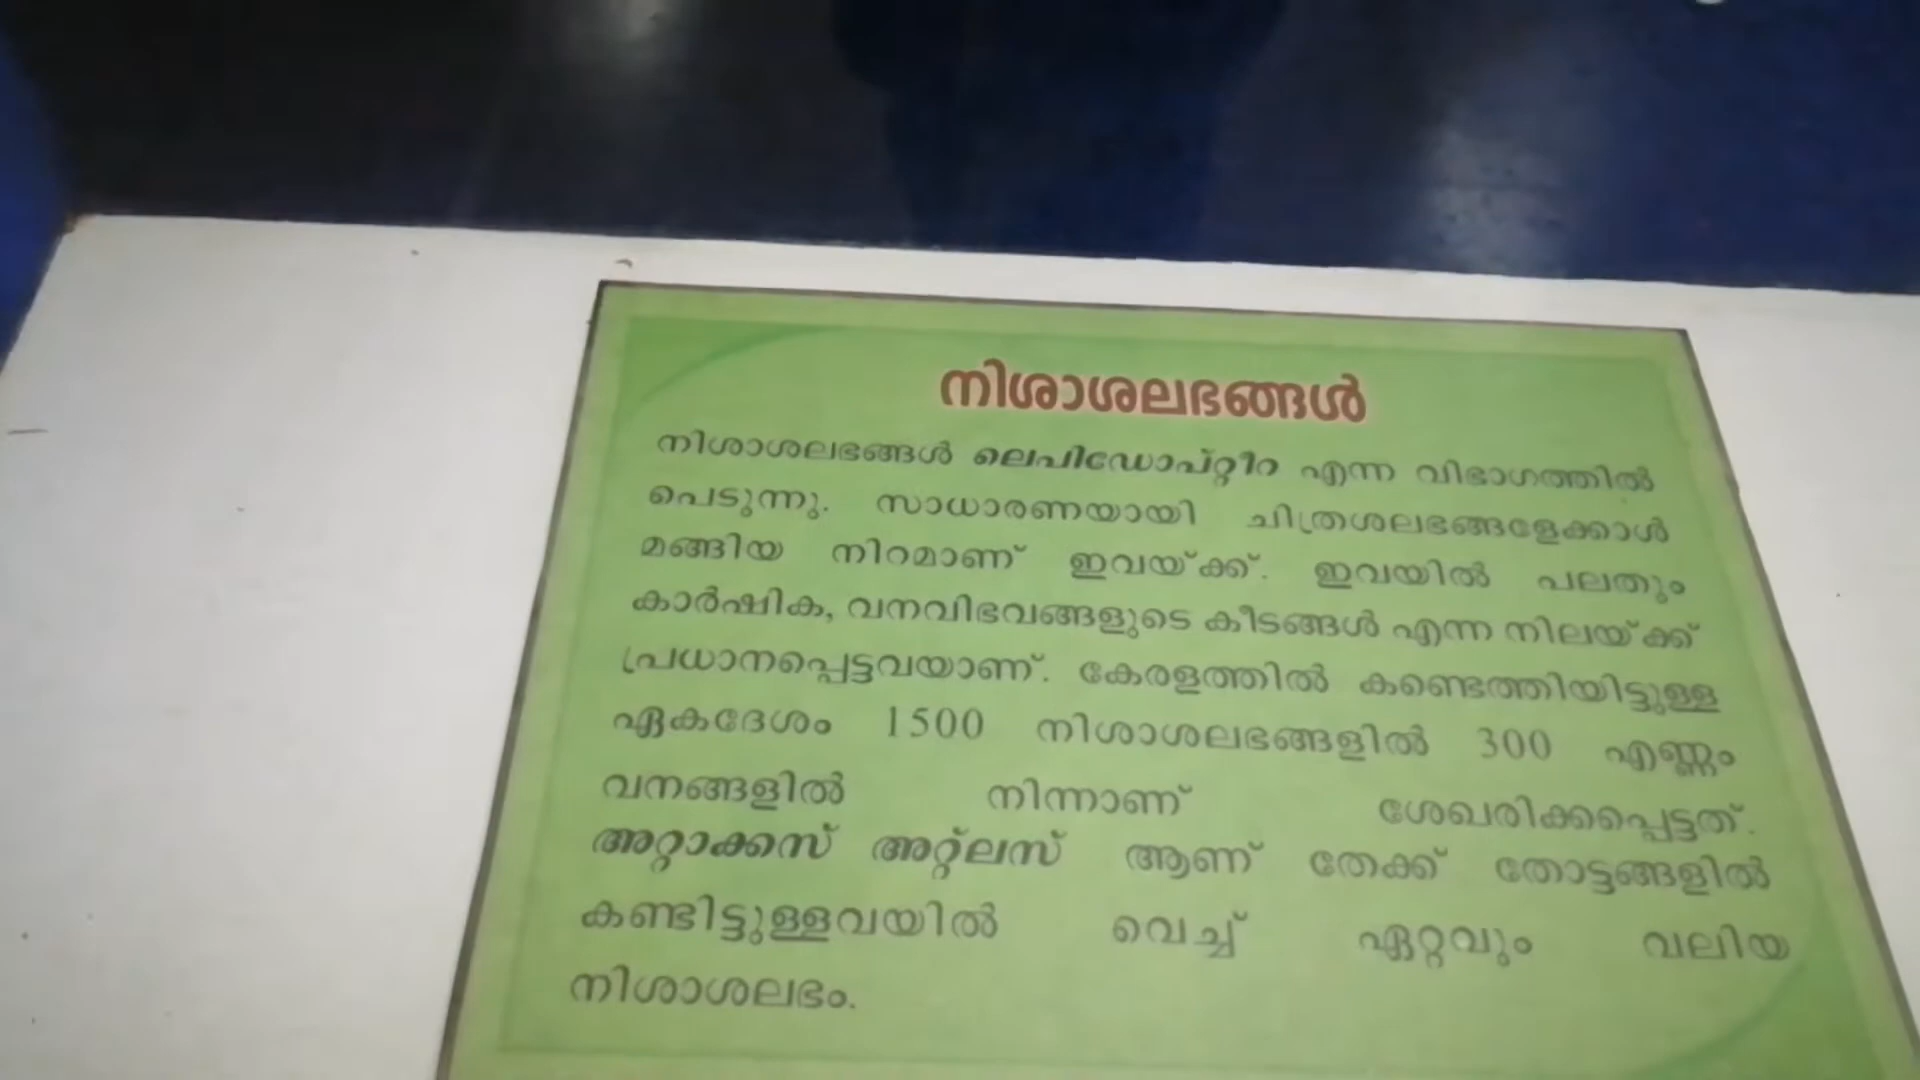 നിശാശലഭങ്ങൾ
നിശാശലഭങ്ങൾ ലെപിഡോപ്റ്റീറ എന്ന വിഭാഗത്തിൽ
പെടുന്നു. സാധാരണയായി ചിത്രശലഭങ്ങളേക്കാൾ
മങ്ങിയ നിറമാണ് ഇവയ്ക്ക്. ഇവയിൽ പലതും
കാർഷിക, വനവിഭവങ്ങളുടെ കീടങ്ങൾ എന്ന നിലയ്ക്ക്
പ്രധാനപ്പെട്ടവയാണ്. കേരളത്തിൽ കണ്ടെത്തിയിട്ടുള്ള
ഏകദേശം 1500 നിശാശലഭങ്ങളിൽ 300 എണ്ണം
വനങ്ങളിൽ നിന്നാണ് ശേഖരിക്കപ്പെട്ടത്.
അറ്റാക്കസ് അറ്റ്ലസ് ആണ് തേക്ക് തോട്ടങ്ങളിൽ
കണ്ടിട്ടുള്ളവയിൽ വെച്ച് ഏറ്റവും വലിയ
നിശാശലഭം.